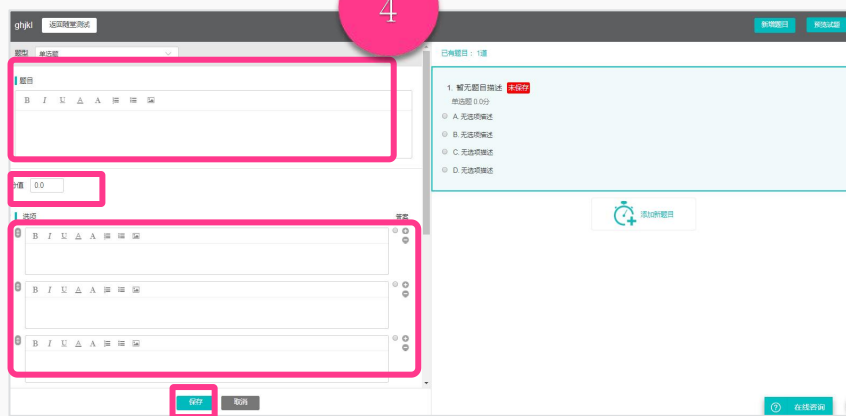 4
ghjkl 返回随堂测试 新增题目 预览试题
题型 单选题
已有题目：1道
题目
B I U A A
1. 暂无题目描述 未保存
单选题 0.0分
A. 无选项描述
B. 无选项描述
C. 无选项描述
D. 无选项描述
分值 0.0
添加新题目
选项 答案
B I U A A
B I U A A
B I U A A
保存 取消
? 在线咨询